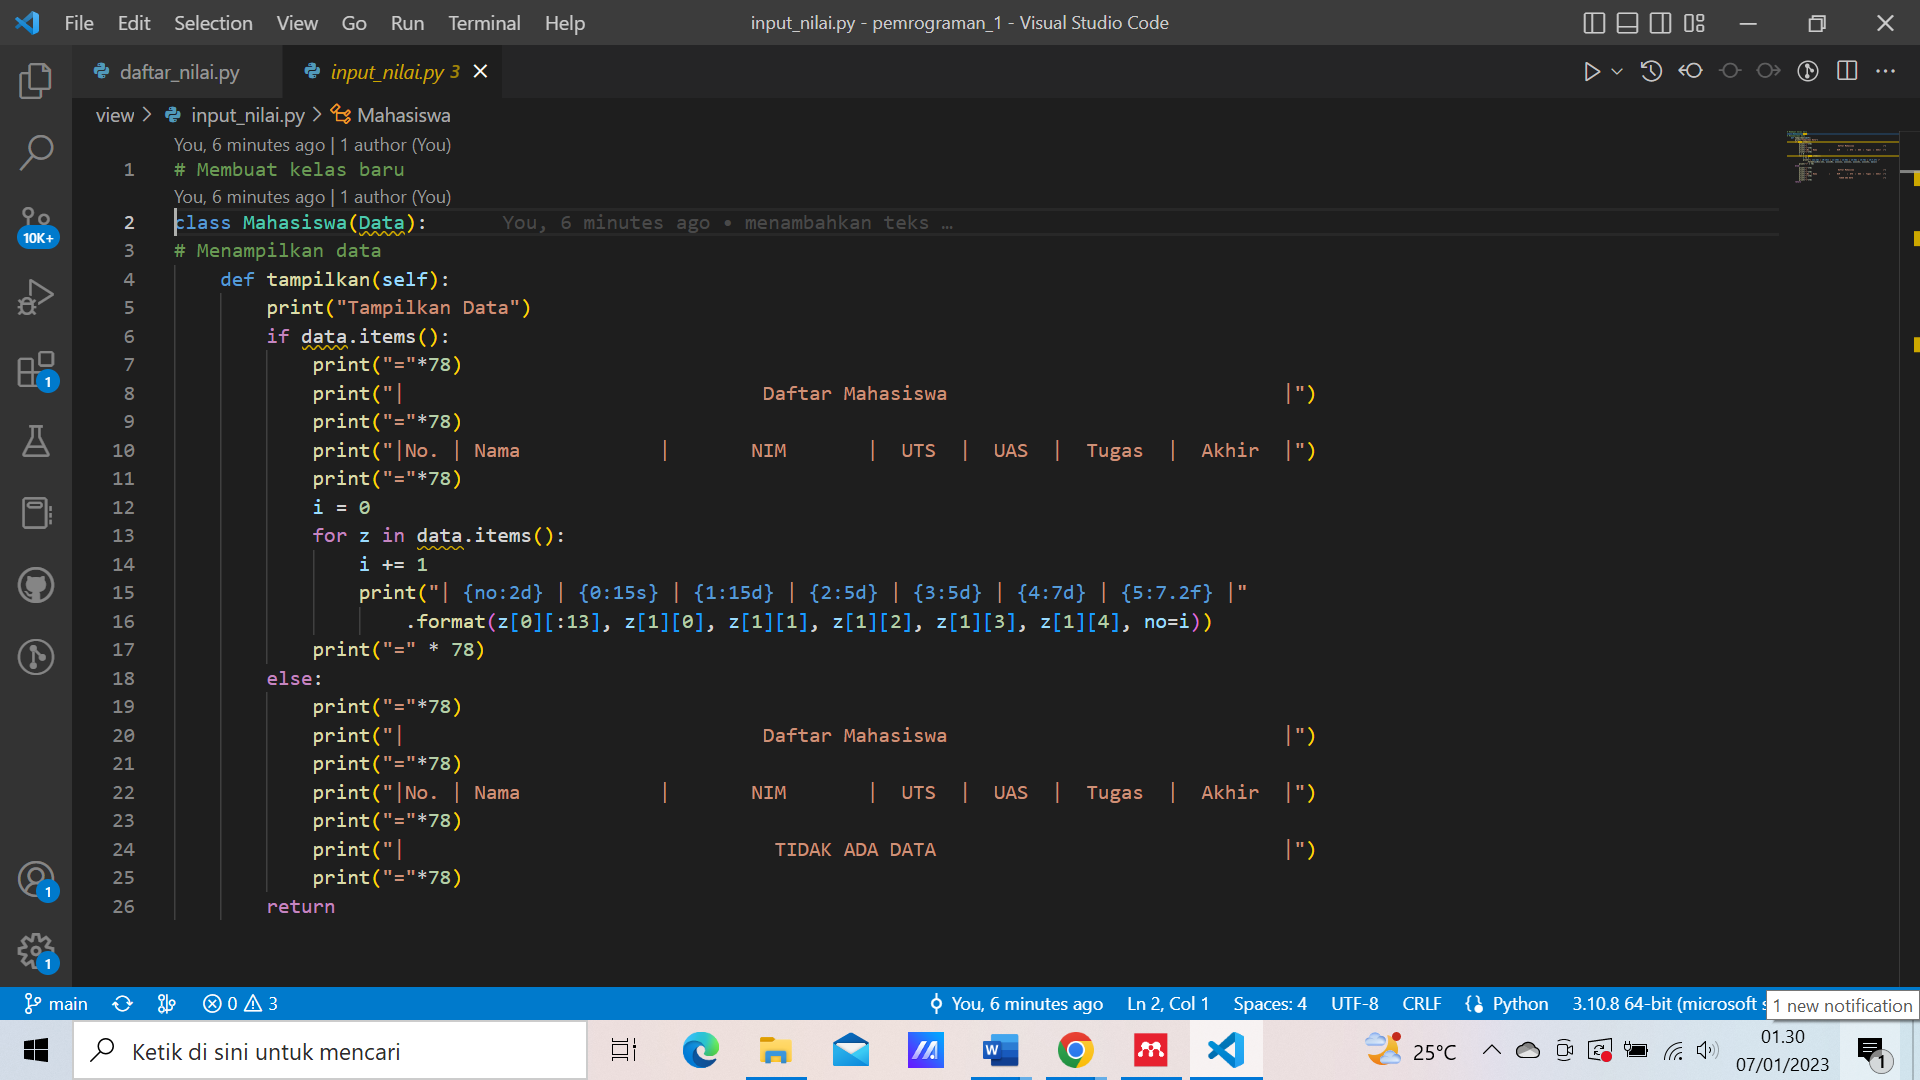 File Edit Selection View Go Run Terminal Help input_nilai.py - pemrograman_1 - Visual Studio Code
daftar_nilai.py input_nilai.py 3
view > input_nilai.py > Mahasiswa
You, 6 minutes ago | 1 author (You)
1 # Membuat kelas baru
You, 6 minutes ago | 1 author (You)
2 class Mahasiswa(Data): You, 6 minutes ago • menambahkan teks …
3 # Menampilkan data
4     def tampilkan(self):
5         print("Tampilkan Data")
6         if data.items():
7             print("="*78)
8             print("|                               Daftar Mahasiswa                             |")
9             print("="*78)
10             print("|No. | Nama            |       NIM       |  UTS  |  UAS  |  Tugas  |  Akhir  |")
11             print("="*78)
12             i = 0
13             for z in data.items():
14                 i += 1
15                 print("| {no:2d} | {0:15s} | {1:15d} | {2:5d} | {3:5d} | {4:7d} | {5:7.2f} |"
16                     .format(z[0][:13], z[1][0], z[1][1], z[1][2], z[1][3], z[1][4], no=i))
17             print("=" * 78)
18         else:
19             print("="*78)
20             print("|                               Daftar Mahasiswa                             |")
21             print("="*78)
22             print("|No. | Nama            |       NIM       |  UTS  |  UAS  |  Tugas  |  Akhir  |")
23             print("="*78)
24             print("|                                TIDAK ADA DATA                              |")
25             print("="*78)
26         return
10K+
1
1
1
main 0 3 You, 6 minutes ago Ln 2, Col 1 Spaces: 4 UTF-8 CRLF Python 3.10.8 64-bit (microsoft 1 new notification
Ketik di sini untuk mencari 25°C 01.30
07/01/2023 1